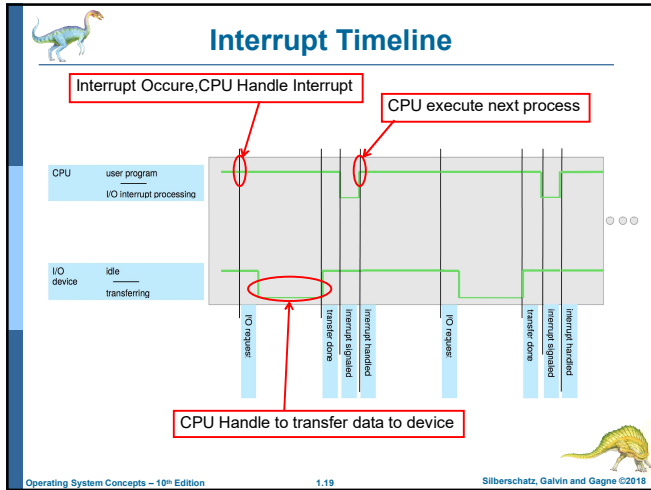 Interrupt Timeline
Interrupt Occure,CPU Handle Interrupt
CPU execute next process
CPU
user program
I/O interrupt processing
I/O
device
idle
transferring
I/O reques
transfer done
interrupt signaled
interrupt handled
I/O reques
transfer done
interrupt signaled
interrupt handled
CPU Handle to transfer data to device
Operating System Concepts – 10th Edition
1.19
Silberschatz, Galvin and Gagne ©2018